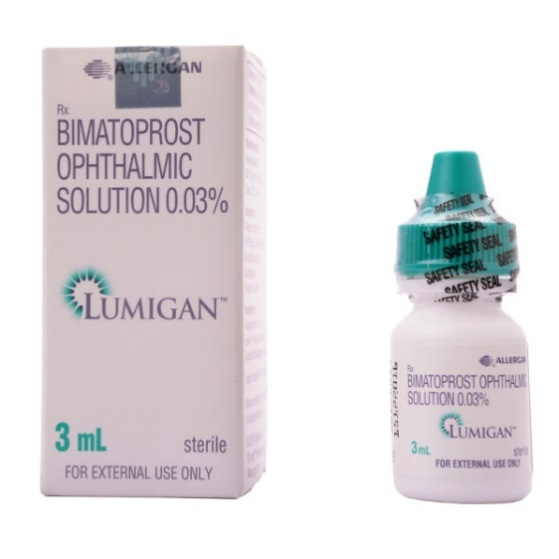 ALLERGAN
Rx
BIMATOPROST
OPHTHALMIC
SOLUTION 0.03%
LUMIGAN™
3 mL
sterile
FOR EXTERNAL USE ONLY
SAFETY SEAL
SAFETY SEAL
SAFETY SEAL
SAFETY SEAL
ALLERGAN
Rx
BIMATOPROST OPHTHALMIC
SOLUTION 0.03%
LUMIGAN™
3 mL
FOR EXTERNAL USE ONLY